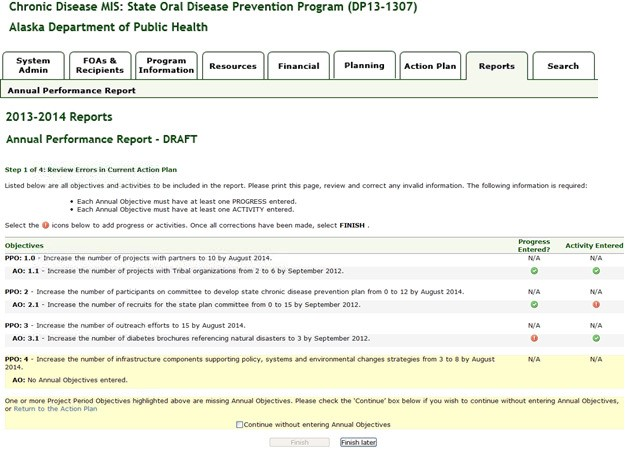 Chronic Disease MIS: State Oral Disease Prevention Program (DP13-1307)
Alaska Department of Public Health
System Admin
FOAs & Recipients
Program Information
Resources
Financial
Planning
Action Plan
Reports
Search
Annual Performance Report
2013-2014 Reports
Annual Performance Report - DRAFT
Step 1 of 4: Review Errors in Current Action Plan
Listed below are all objectives and activities to be included in the report. Please print this page, review and correct any invalid information. The following information is required:
• Each Annual Objective must have at least one PROGRESS entered.
• Each Annual Objective must have at least one ACTIVITY entered.
Select the ! icons below to add progress or activities. Once all corrections have been made, select FINISH .
Objectives Progress Entered? Activity Entered
PPO: 1.0 - Increase the number of projects with partners to 10 by August 2014. N/A N/A
AO: 1.1 - Increase the number of projects with Tribal organizations from 2 to 6 by September 2012.
PPO: 2 - Increase the number of participants on committee to develop state chronic disease prevention plan from 0 to 12 by August 2014. N/A N/A
AO: 2.1 - Increase the number of recruits for the state plan committee from 0 to 15 by September 2012. !
PPO: 3 - Increase the number of outreach efforts to 15 by August 2014. N/A N/A
AO: 3.1 - Increase the number of diabetes brochures referencing natural disasters to 3 by September 2012. !
PPO: 4 - Increase the number of infrastructure components supporting policy, systems and environmental changes strategies from 3 to 8 by August N/A N/A
2014.
AO: No Annual Objectives entered.
One or more Project Period Objectives highlighted above are missing Annual Objectives. Please check the 'Continue' box below if you wish to continue without entering Annual Objectives,
or Return to the Action Plan
Continue without entering Annual Objectives
Finish Finish later